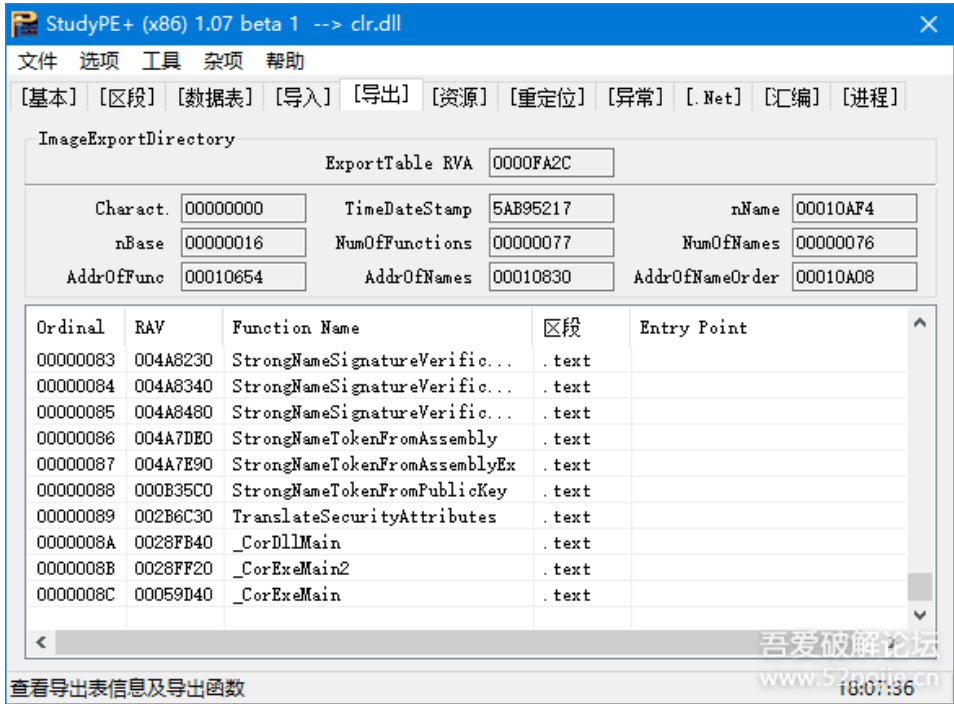 StudyPE+ (x86) 1.07 beta 1 --> clr.dll
文件 选项 工具 杂项 帮助
[基本] [区段] [数据表] [导入] [导出] [资源] [重定位] [异常] [.Net] [汇编] [进程]
ImageExportDirectory
ExportTable RVA 0000FA2C
Charact. 00000000 TimeDateStamp 5AB95217 nName 00010AF4
nBase 00000016 NumOfFunctions 00000077 NumOfNames 00000076
AddrOfFunc 00010654 AddrOfNames 00010830 AddrOfNameOrder 00010A08
Ordinal RAV Function Name 区段 Entry Point
00000083 004A8230 StrongNameSignatureVerific... .text
00000084 004A8340 StrongNameSignatureVerific... .text
00000085 004A8480 StrongNameSignatureVerific... .text
00000086 004A7DE0 StrongNameTokenFromAssembly .text
00000087 004A7E90 StrongNameTokenFromAssemblyEx .text
00000088 000B35C0 StrongNameTokenFromPublicKey .text
00000089 002B6C30 TranslateSecurityAttributes .text
0000008A 0028FB40 _CorDllMain .text
0000008B 0028FF20 _CorExeMain2 .text
0000008C 00059D40 _CorExeMain .text
吾爱破解论坛
www.52pojie.cn
查看导出表信息及导出函数 18:07:36